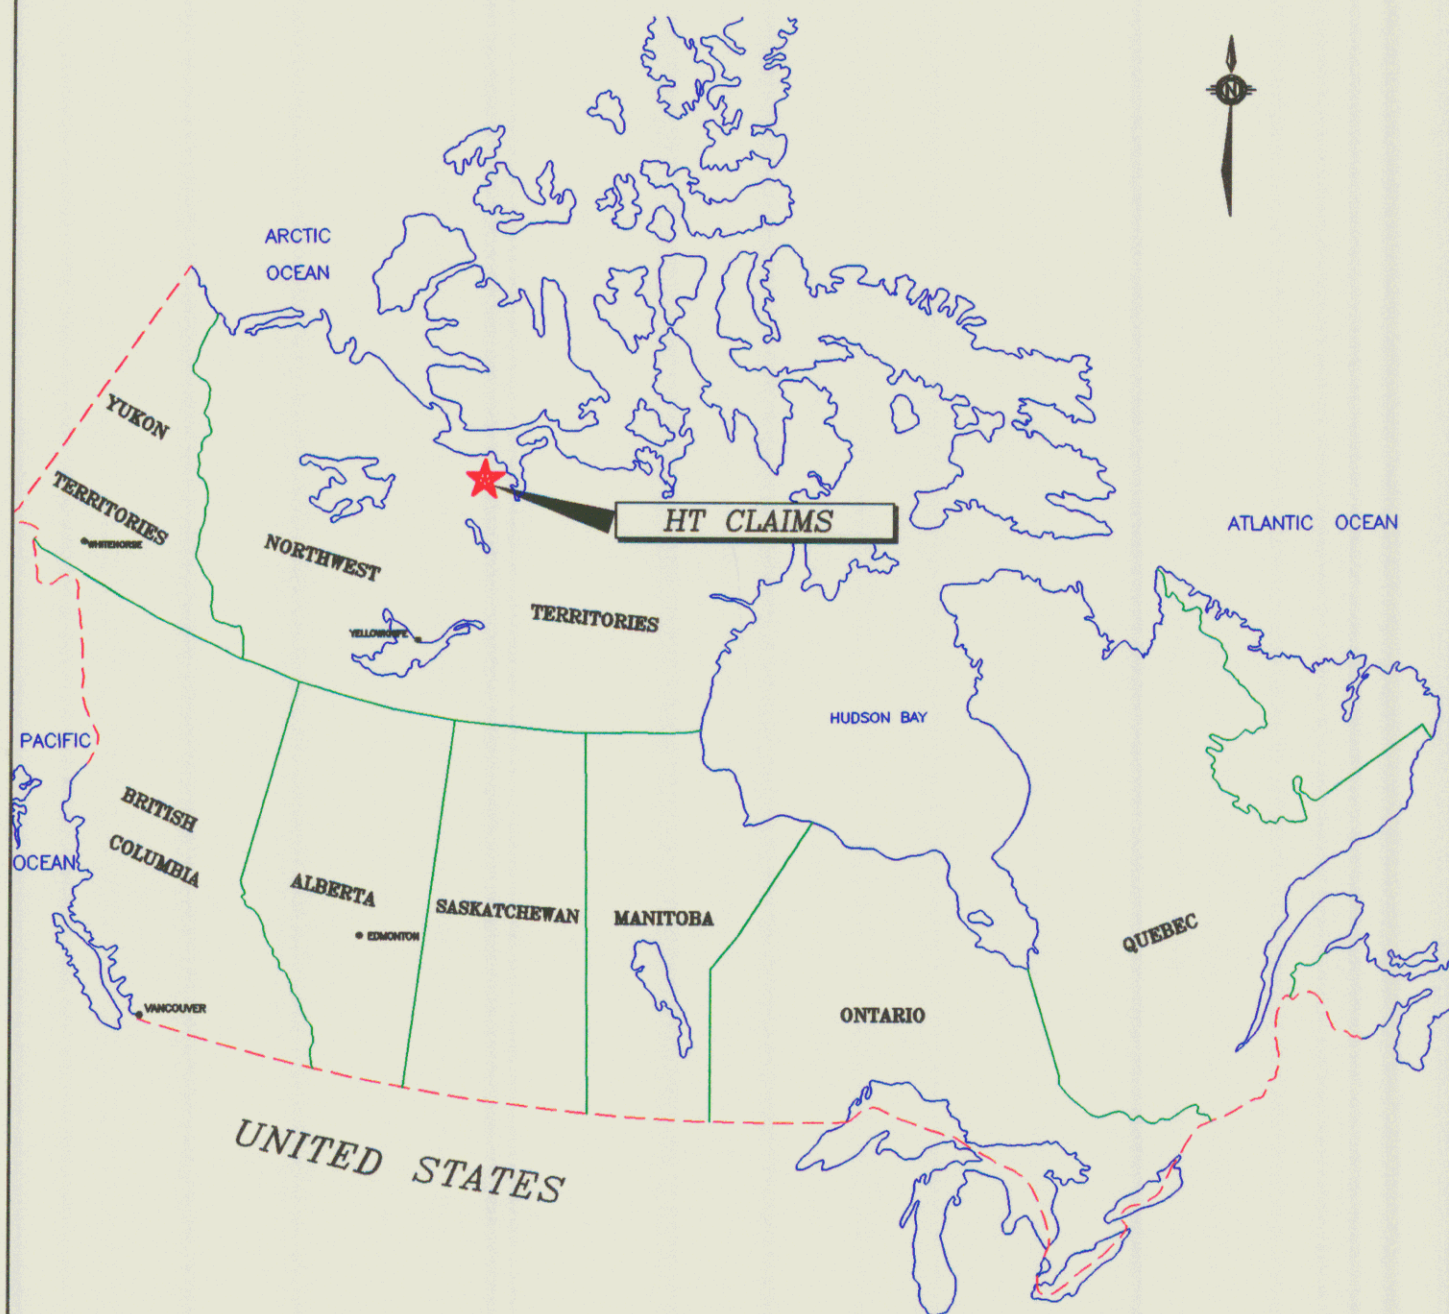 N
ARCTIC
OCEAN
YUKON
TERRITORIES
WHITEHORSE
NORTHWEST
TERRITORIES
HT CLAIMS
ATLANTIC OCEAN
YELLOWKNIFE
HUDSON BAY
PACIFIC
OCEAN
BRITISH
COLUMBIA
ALBERTA
EDMONTON
SASKATCHEWAN
MANITOBA
QUEBEC
ONTARIO
VANCOUVER
UNITED STATES